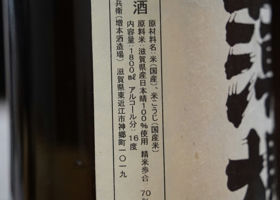 酒
原材料名:米(国産)、米こうじ(国産米)
原料米:滋賀県産日本晴100%使用 精米歩合 70
内容量:1800ml アルコール分:16度
兵衛(増本酒造場) 滋賀県東近江市神郷町一〇一九